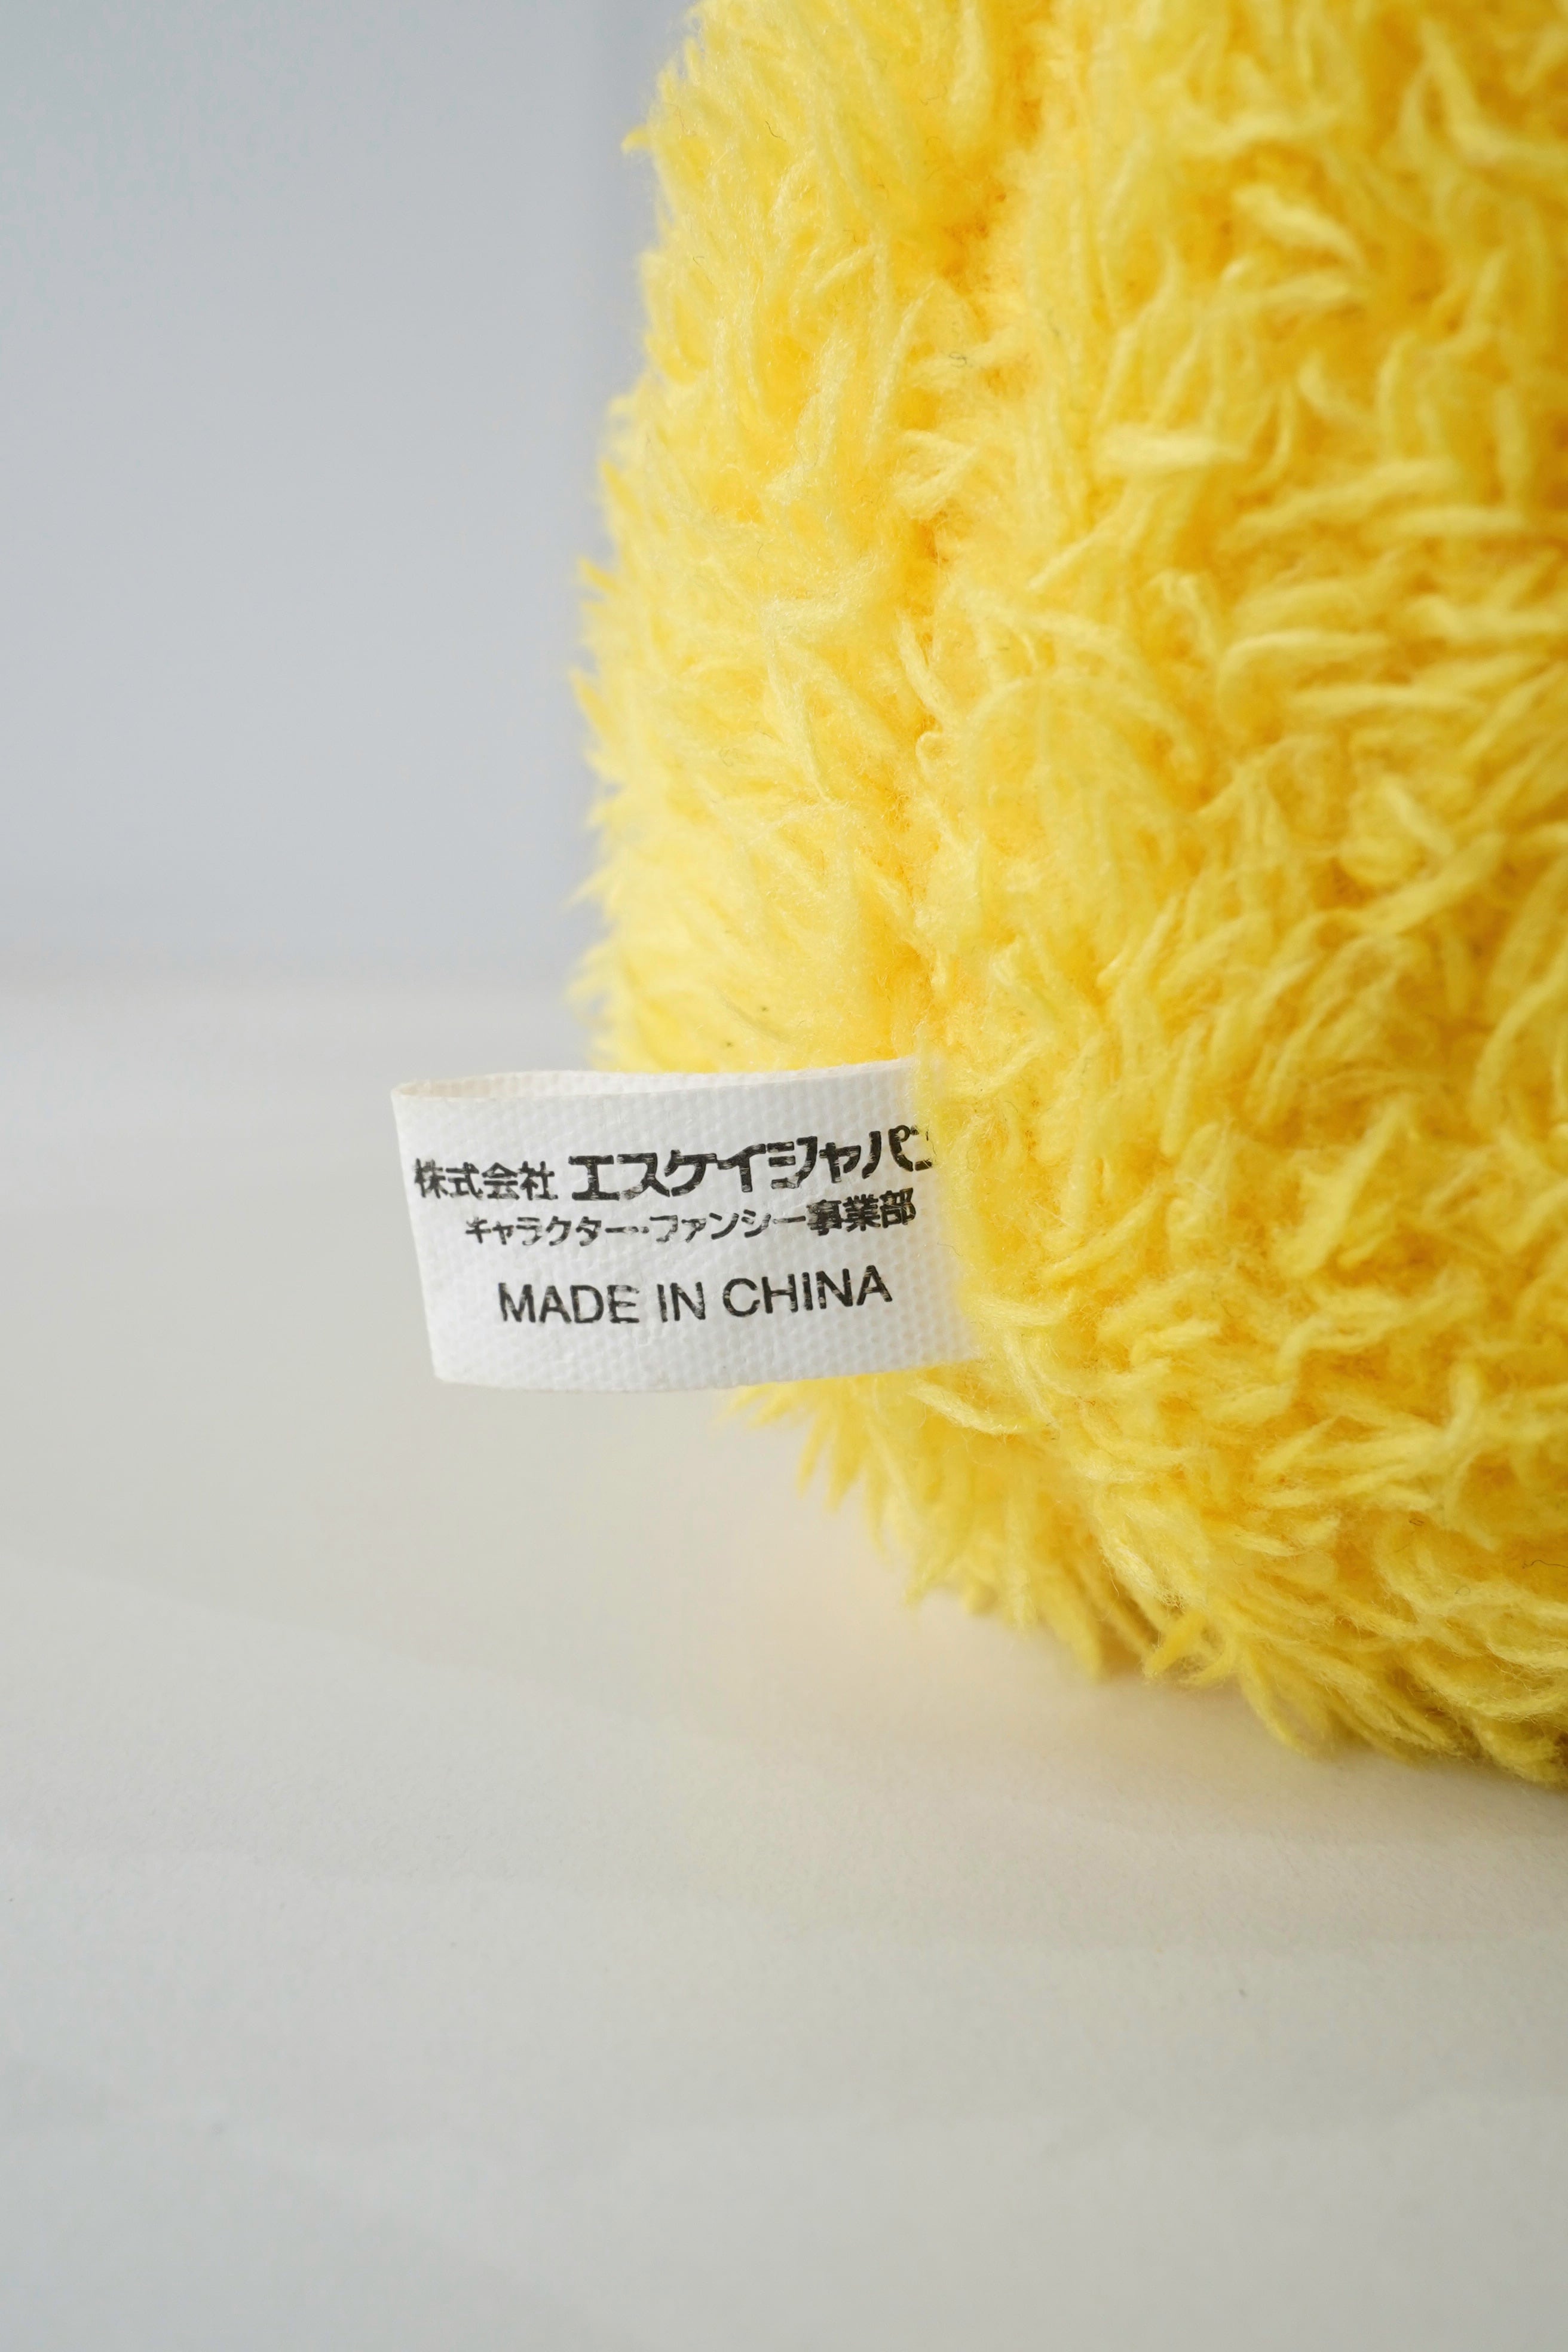 株式会社 エスケイジャパン
キャラクター・ファンシー事業部
MADE IN CHINA